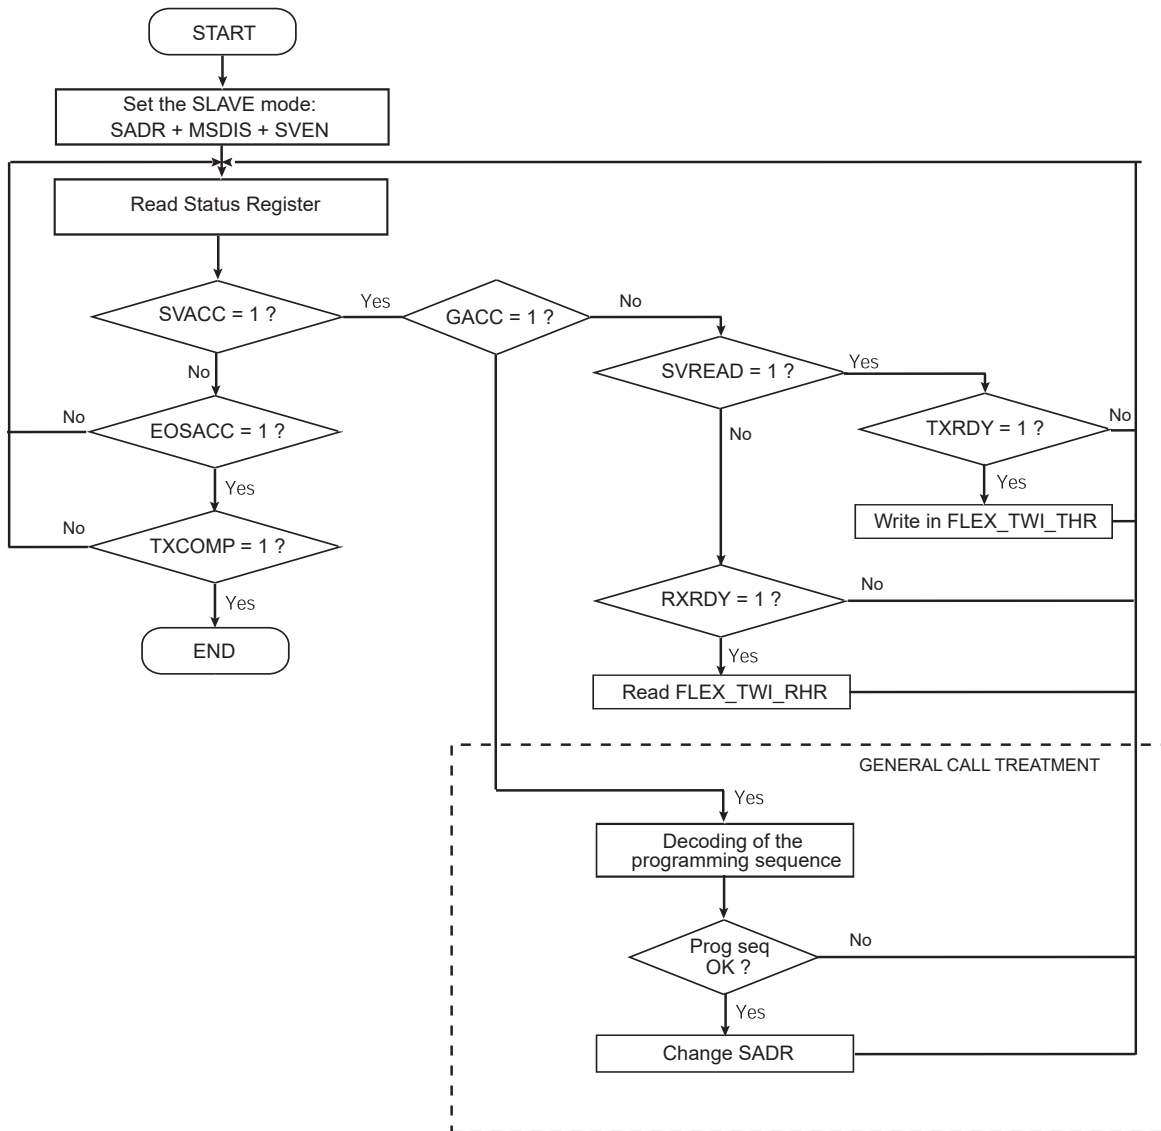 START
Set the SLAVE mode:
SADR + MSDIS + SVEN
Read Status Register
SVACC = 1 ?
Yes
GACC = 1 ?
No
SVREAD = 1 ?
Yes
No
EOSACC = 1 ?
No
TXRDY = 1 ?
No
No
Yes
Yes
Write in FLEX_TWI_THR
TXCOMP = 1 ?
No
RXRDY = 1 ?
No
Yes
END
Yes
Read FLEX_TWI_RHR
GENERAL CALL TREATMENT
Yes
Decoding of the
programming sequence
Prog seq
OK ?
No
Yes
Change SADR